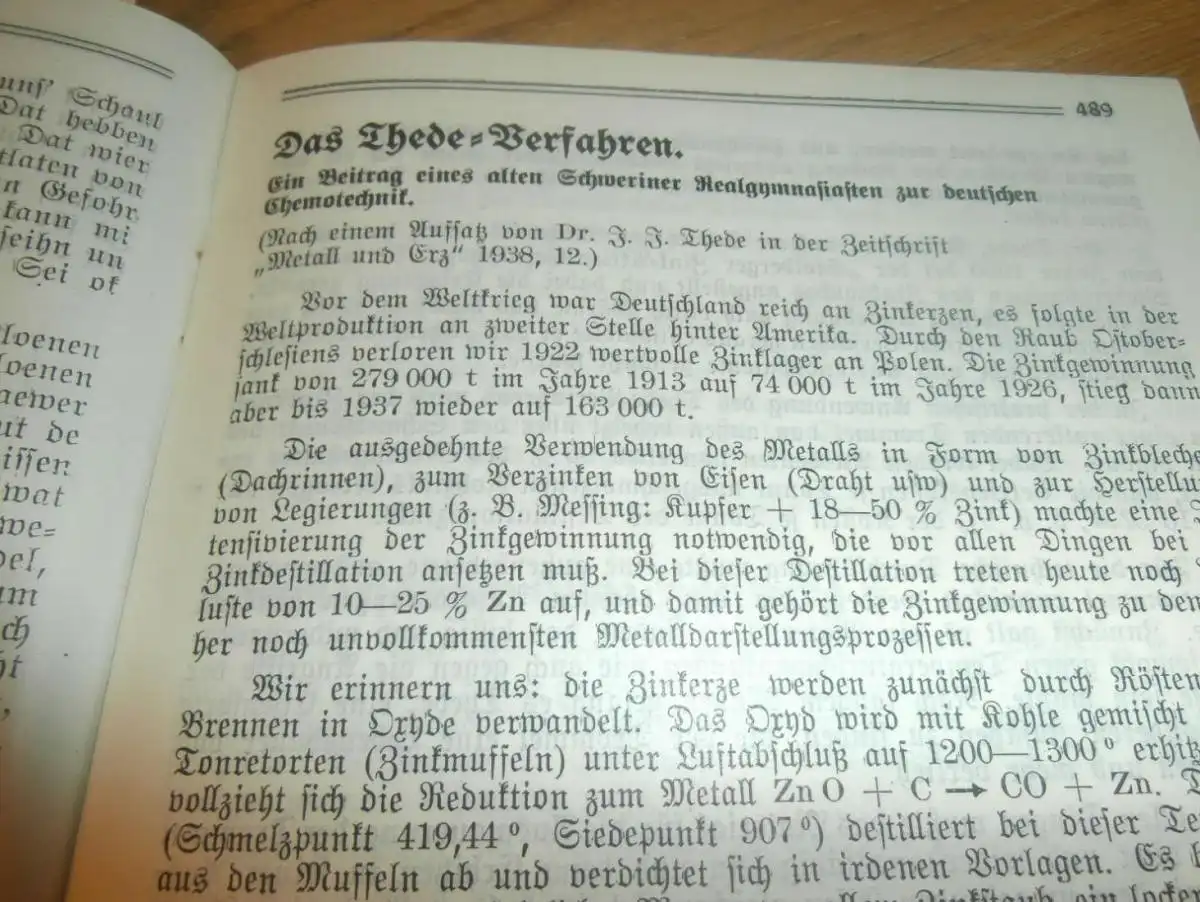 uns' Schaul
Dat hebben
Dat wier
tlaten von
n Gefohr
kann mi
seihn un
Sei ok
loenen
loenen
aewer
ut de
issen
wat
we=
el,
um
ch
ht
489
Das Thede=Verfahren.
Ein Beitrag eines alten Schweriner Realgymnasiasten zur deutschen
Chemotechnik.
(Nach einem Aufsatz von Dr. J. J. Thede in der Zeitschrift
„Metall und Erz“ 1938, 12.)
Vor dem Weltkrieg war Deutschland reich an Zinkerzen, es folgte in der
Weltproduktion an zweiter Stelle hinter Amerika. Durch den Raub Ostober=
schlesiens verloren wir 1922 wertvolle Zinklager an Polen. Die Zinkgewinnung
sank von 279 000 t im Jahre 1913 auf 74 000 t im Jahre 1926, stieg dann
aber bis 1937 wieder auf 163 000 t.
Die ausgedehnte Verwendung des Metalls in Form von Zinkbleche
(Dachrinnen), zum Verzinken von Eisen (Draht usw) und zur Herstellu
von Legierungen (z. B. Messing: Kupfer + 18—50 % Zink) machte eine
tensivierung der Zinkgewinnung notwendig, die vor allen Dingen bei
Zinkdestillation ansetzen muß. Bei dieser Destillation treten heute noch
luste von 10—25 % Zn auf, und damit gehört die Zinkgewinnung zu den
her noch unvollkommensten Metalldarstellungsprozessen.
Wir erinnern uns: die Zinkerze werden zunächst durch Rösten
Brennen in Oxyde verwandelt. Das Oxyd wird mit Kohle gemischt
Tonretorten (Zinkmuffeln) unter Luftabschluß auf 1200—1300° erhitz
vollzieht sich die Reduktion zum Metall ZnO + C → CO + Zn. D
(Schmelzpunkt 419,44°, Siedepunkt 907°) destilliert bei dieser Te
aus den Muffeln ab und verdichtet sich in irdenen Vorlagen. Es
Zinkstaub ein locker